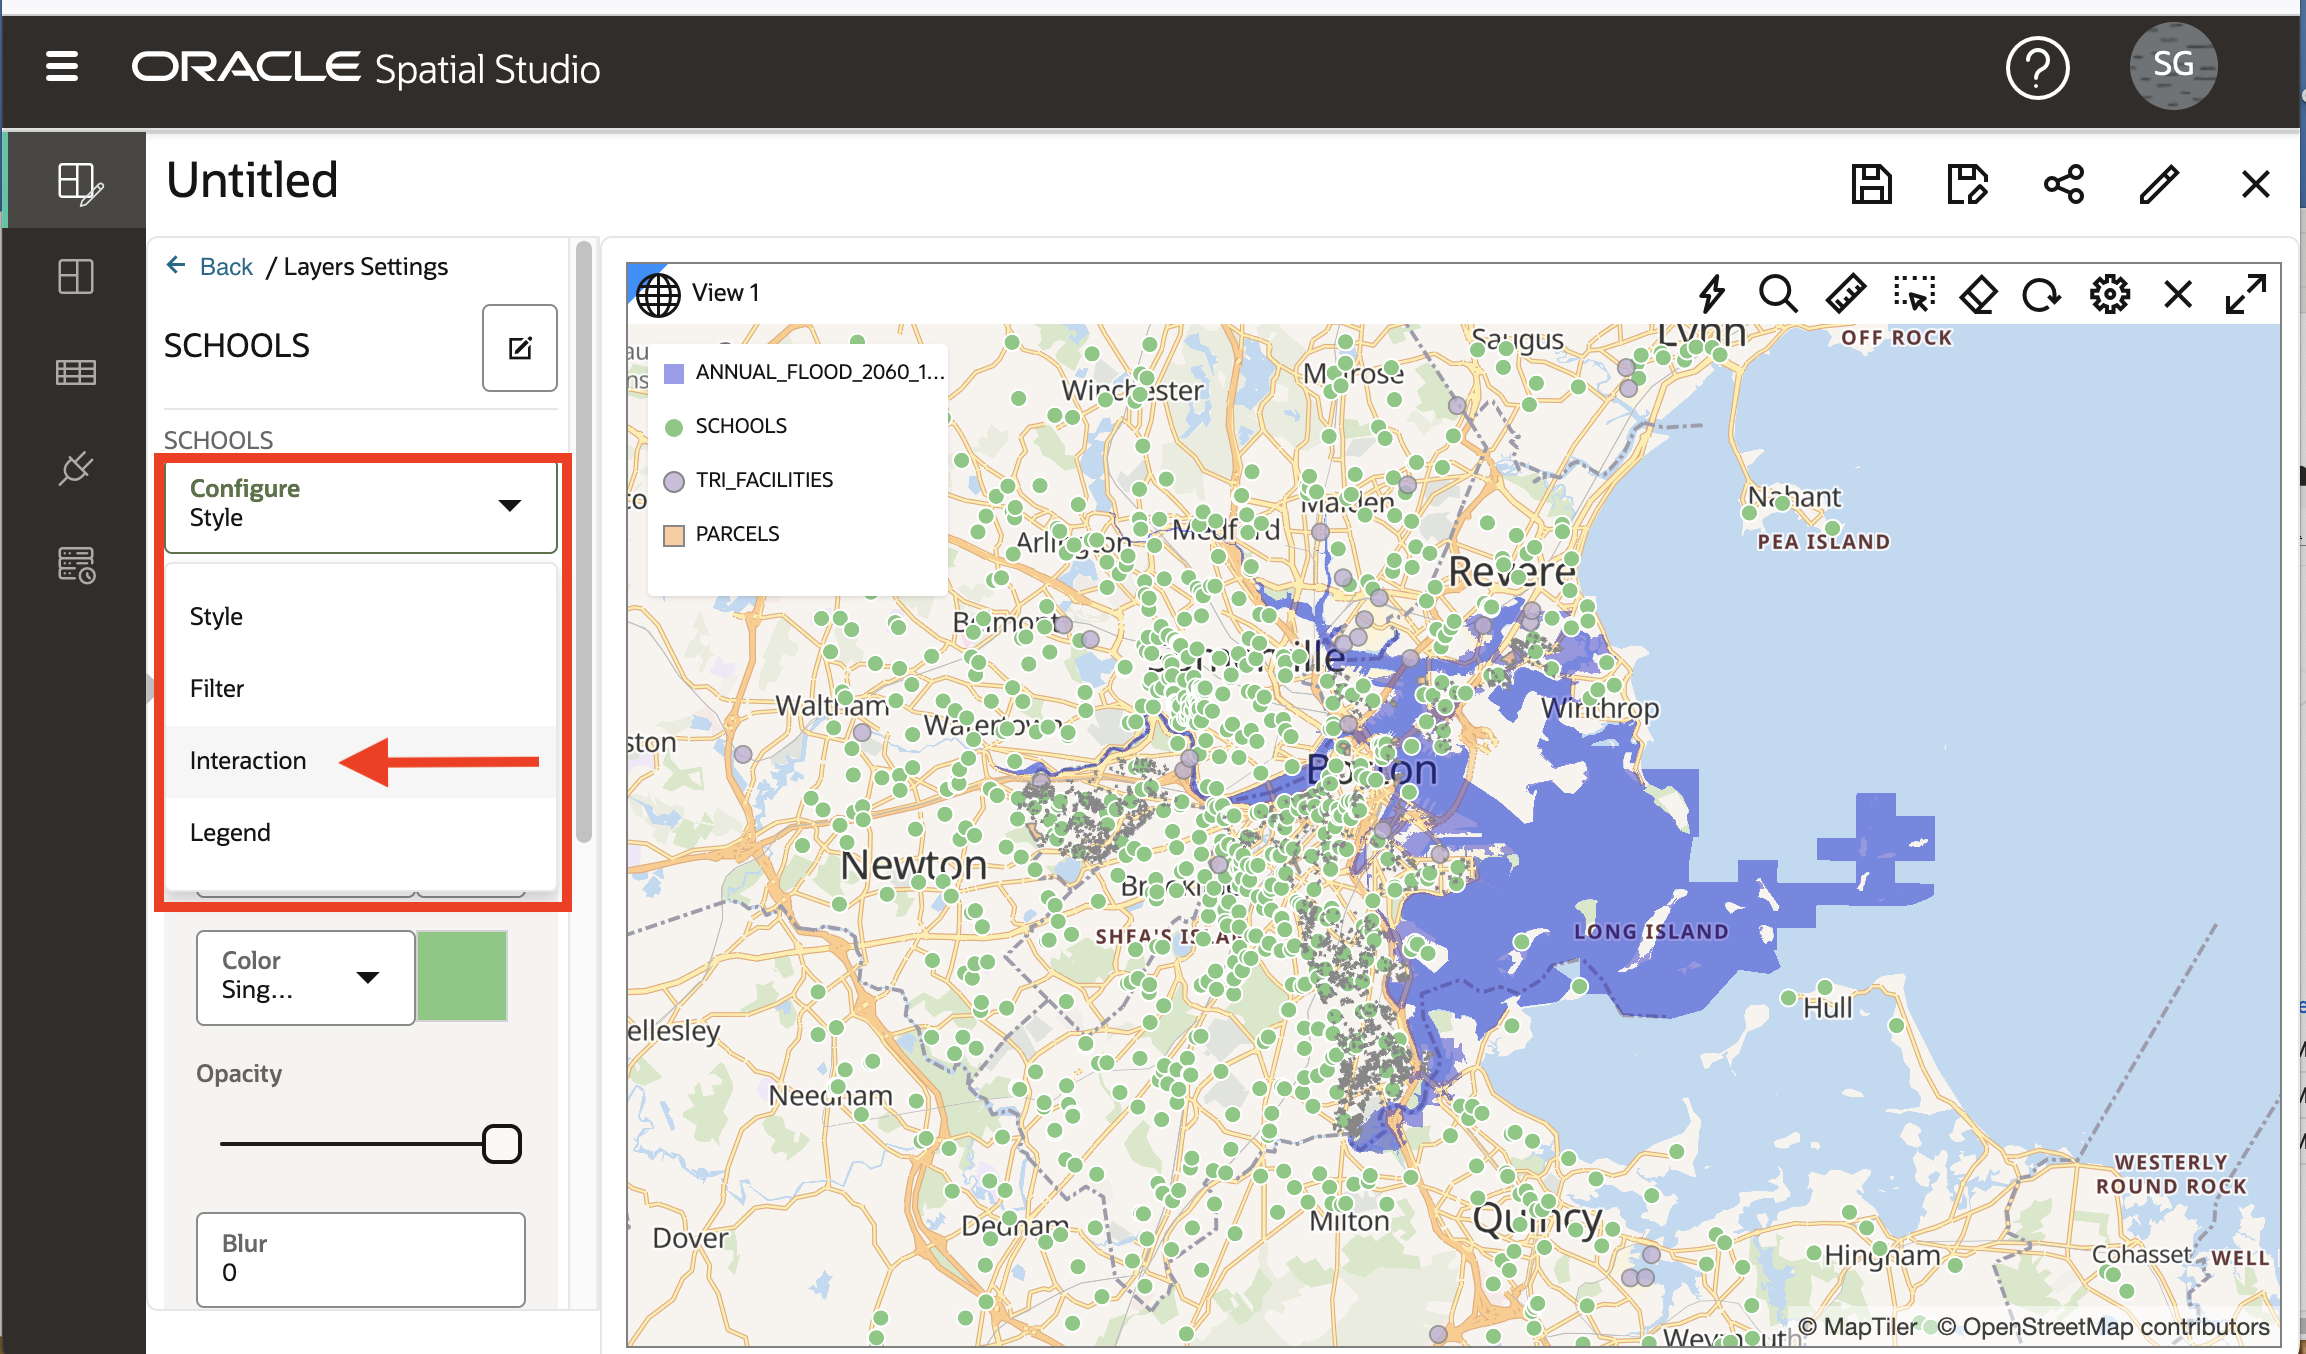 ORACLE Spatial Studio
SG
Untitled
Back / Layers Settings
SCHOOLS
SCHOOLS
Configure
Style
Style
Filter
Interaction
Legend
Color
Sing...
Opacity
Blur
0
View 1
ANNUAL_FLOOD_2060_1...
SCHOOLS
TRI_FACILITIES
PARCELS
Saugus
Lynn
OFF ROCK
Winchester
Melrose
Nahant
Malden
Arlington
Medford
PEA ISLAND
Revere
Belmont
Somerville
Waltham
Watertown
Winthrop
Boston
Newton
SHEA'S
LONG ISLAND
Hull
ellesley
Needham
WESTERLY
ROUND ROCK
Dedham
Milton
Quincy
Dover
Hingham
Cohasset
WELL
Weymouth
© MapTiler © OpenStreetMap contributors